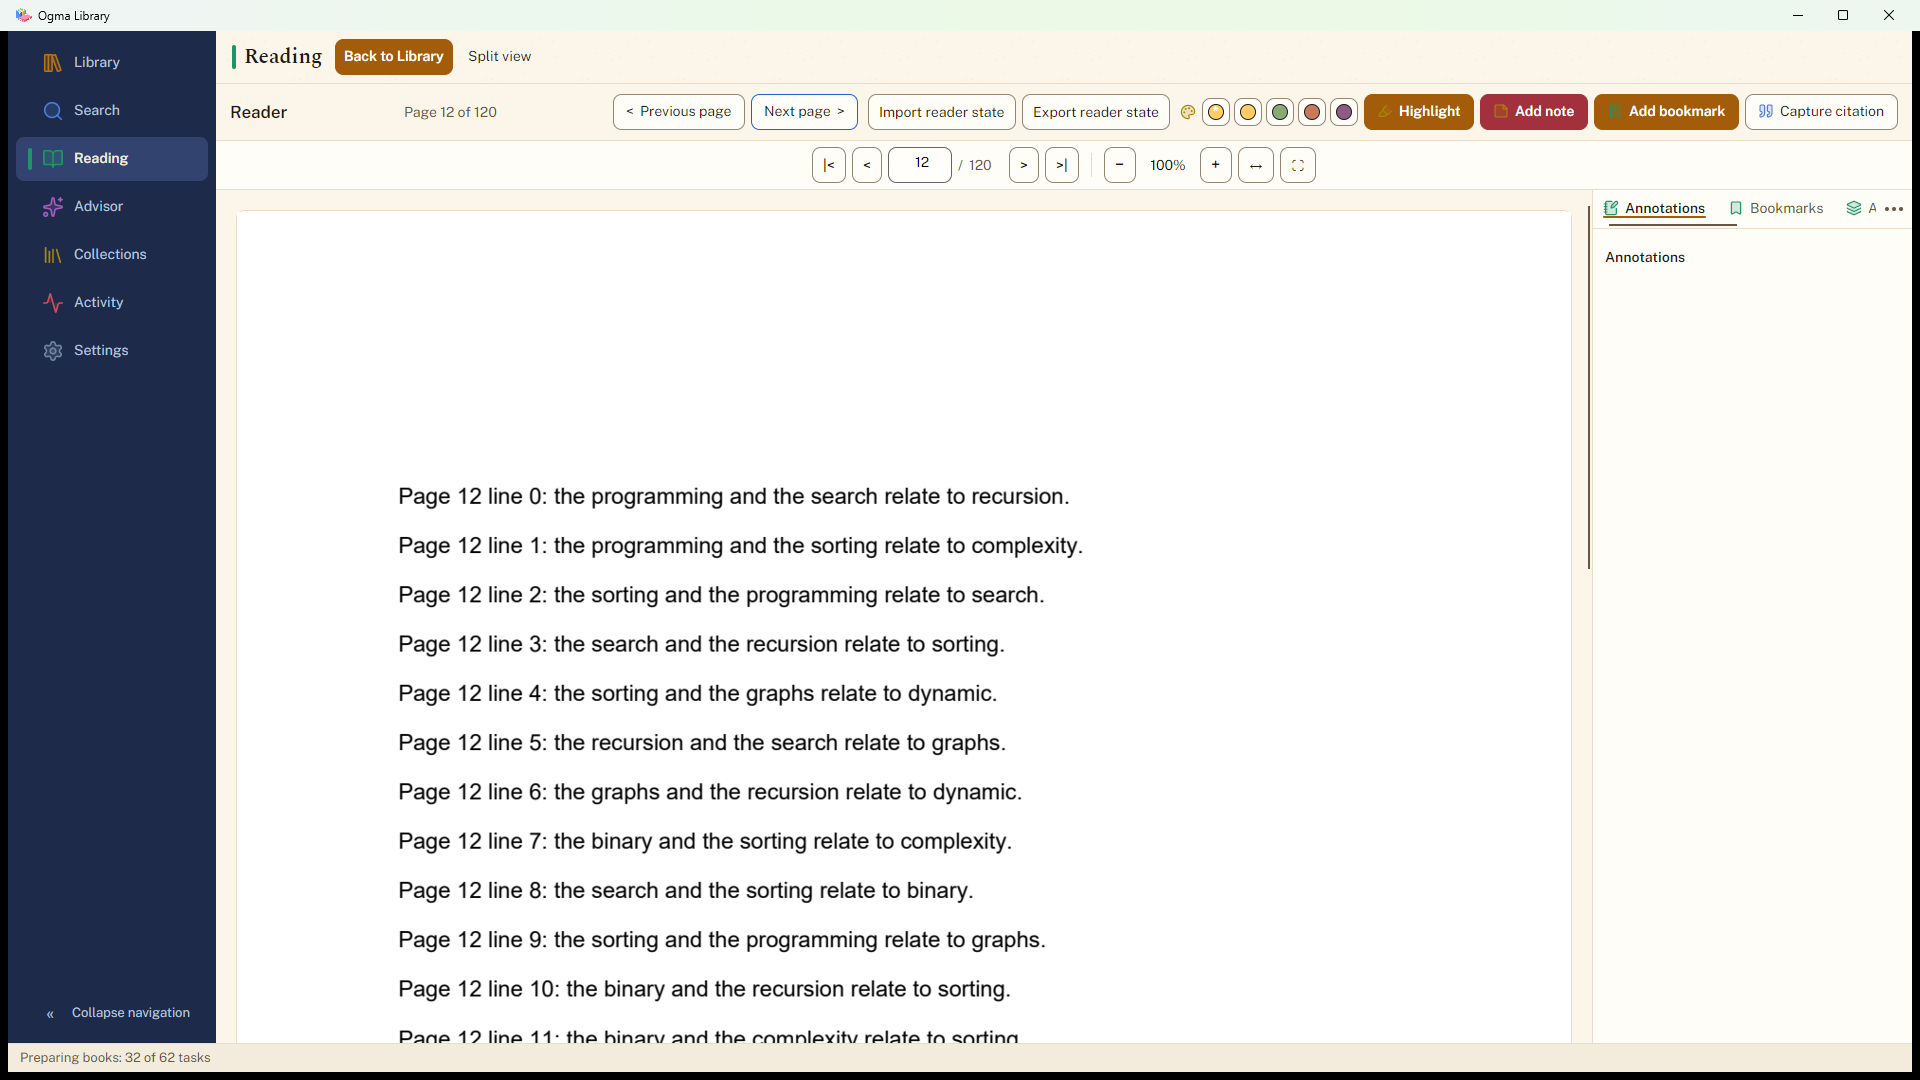 Ogma Library
Library
Search
Reading
Advisor
Collections
Activity
Settings
« Collapse navigation
Reading Back to Library Split view
Reader Page 12 of 120 < Previous page Next page > Import reader state Export reader state Highlight Add note Add bookmark Capture citation
|< < 12 / 120 > >| − 100% + ↔
Annotations Bookmarks A •••
Annotations
Page 12 line 0: the programming and the search relate to recursion.
Page 12 line 1: the programming and the sorting relate to complexity.
Page 12 line 2: the sorting and the programming relate to search.
Page 12 line 3: the search and the recursion relate to sorting.
Page 12 line 4: the sorting and the graphs relate to dynamic.
Page 12 line 5: the recursion and the search relate to graphs.
Page 12 line 6: the graphs and the recursion relate to dynamic.
Page 12 line 7: the binary and the sorting relate to complexity.
Page 12 line 8: the search and the sorting relate to binary.
Page 12 line 9: the sorting and the programming relate to graphs.
Page 12 line 10: the binary and the recursion relate to sorting.
Page 12 line 11: the binary and the complexity relate to sorting
Preparing books: 32 of 62 tasks